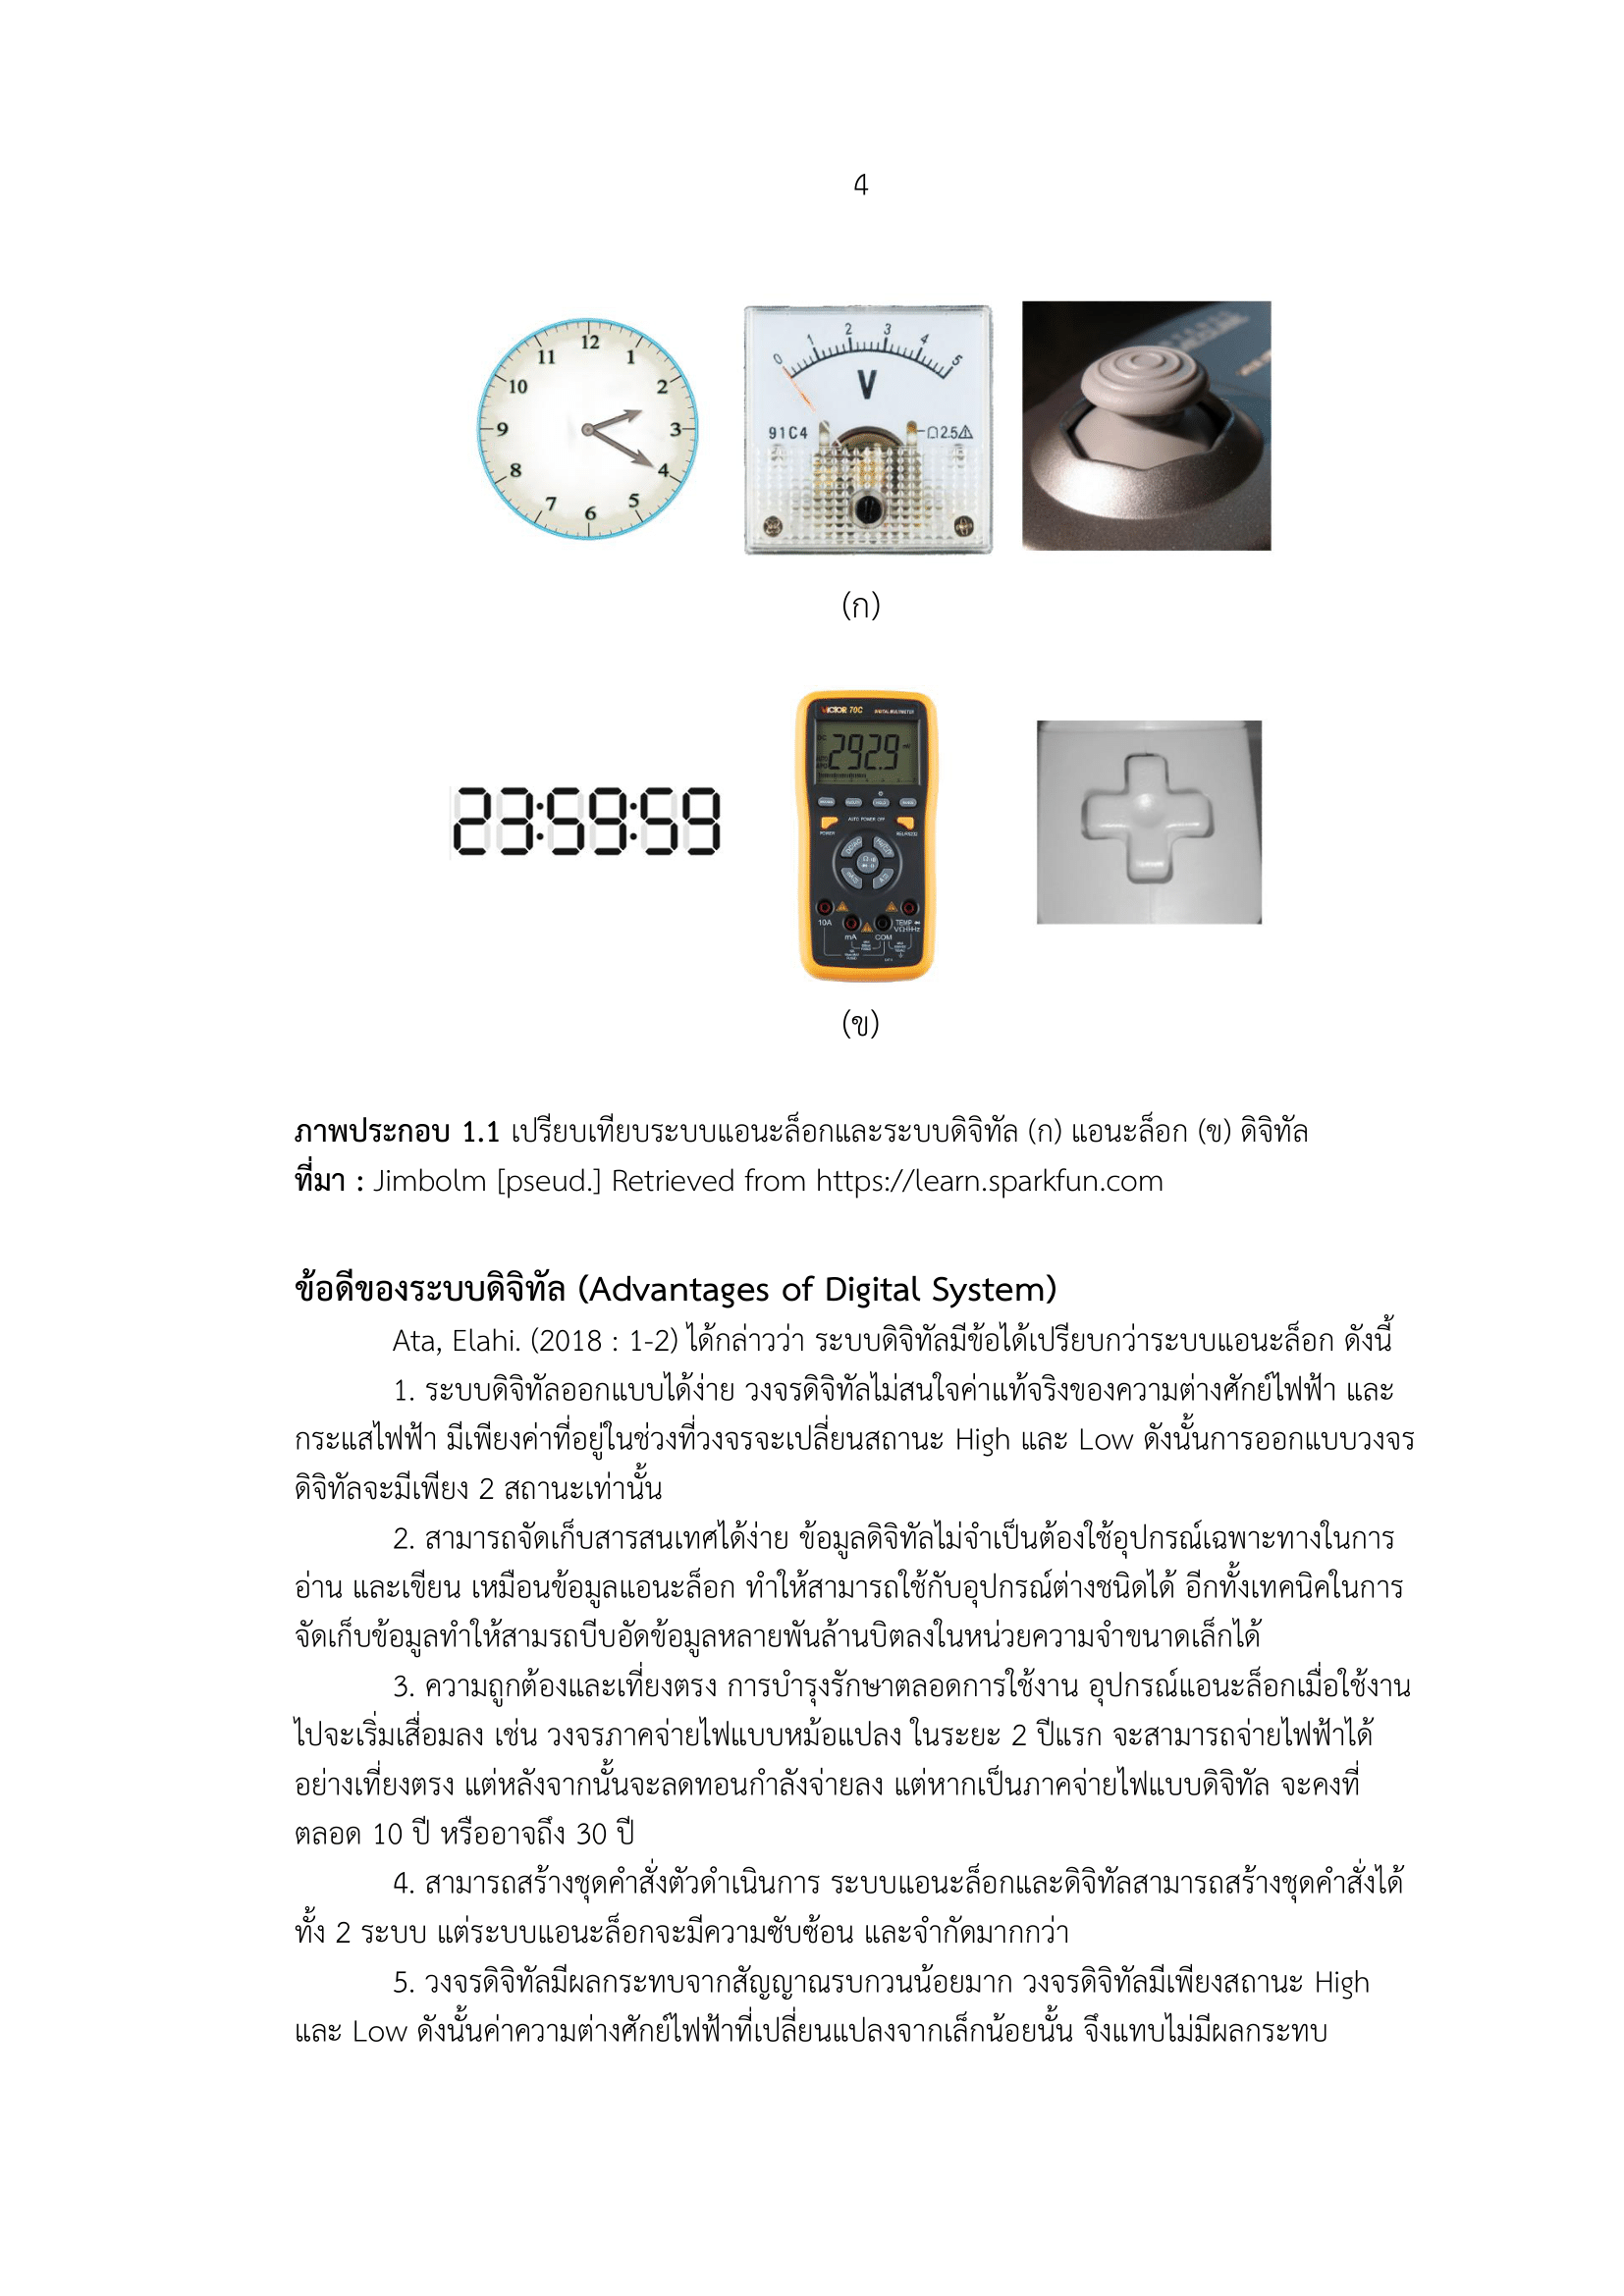 4
12
11 1
10 2
9 3
8 4
7 5
6
0 1 2 3 4 5
V
91C4 2.5
(ก)
VICTOR 70C DIGITAL MULTIMETER
DC
292.9
23:59:59
AUTO POWER OFF
POWER
10A
mA COM
TEMP
(ข)
ภาพประกอบ 1.1 เปรียบเทียบระบบแอนะล็อกและระบบดิจิทัล (ก) แอนะล็อก (ข) ดิจิทัล
ที่มา : Jimbolm [pseud.] Retrieved from https://learn.sparkfun.com
ข้อดีของระบบดิจิทัล (Advantages of Digital System)
Ata, Elahi. (2018 : 1-2) ได้กล่าวว่า ระบบดิจิทัลมีข้อได้เปรียบกว่าระบบแอนะล็อก ดังนี้
1. ระบบดิจิทัลออกแบบได้ง่าย วงจรดิจิทัลไม่สนใจค่าแท้จริงของความต่างศักย์ไฟฟ้า และ
กระแสไฟฟ้า มีเพียงค่าที่อยู่ในช่วงที่วงจรจะเปลี่ยนสถานะ High และ Low ดังนั้นการออกแบบวงจร
ดิจิทัลจะมีเพียง 2 สถานะเท่านั้น
2. สามารถจัดเก็บสารสนเทศได้ง่าย ข้อมูลดิจิทัลไม่จำเป็นต้องใช้อุปกรณ์เฉพาะทางในการ
อ่าน และเขียน เหมือนข้อมูลแอนะล็อก ทำให้สามารถใช้กับอุปกรณ์ต่างชนิดได้ อีกทั้งเทคนิคในการ
จัดเก็บข้อมูลทำให้สามรถบีบอัดข้อมูลหลายพันล้านบิตลงในหน่วยความจำขนาดเล็กได้
3. ความถูกต้องและเที่ยงตรง การบำรุงรักษาตลอดการใช้งาน อุปกรณ์แอนะล็อกเมื่อใช้งาน
ไปจะเริ่มเสื่อมลง เช่น วงจรภาคจ่ายไฟแบบหม้อแปลง ในระยะ 2 ปีแรก จะสามารถจ่ายไฟฟ้าได้
อย่างเที่ยงตรง แต่หลังจากนั้นจะลดทอนกำลังจ่ายลง แต่หากเป็นภาคจ่ายไฟแบบดิจิทัล จะคงที่
ตลอด 10 ปี หรืออาจถึง 30 ปี
4. สามารถสร้างชุดคำสั่งตัวดำเนินการ ระบบแอนะล็อกและดิจิทัลสามารถสร้างชุดคำสั่งได้
ทั้ง 2 ระบบ แต่ระบบแอนะล็อกจะมีความซับซ้อน และจำกัดมากกว่า
5. วงจรดิจิทัลมีผลกระทบจากสัญญาณรบกวนน้อยมาก วงจรดิจิทัลมีเพียงสถานะ High
และ Low ดังนั้นค่าความต่างศักย์ไฟฟ้าที่เปลี่ยนแปลงจากเล็กน้อยนั้น จึงแทบไม่มีผลกระทบ